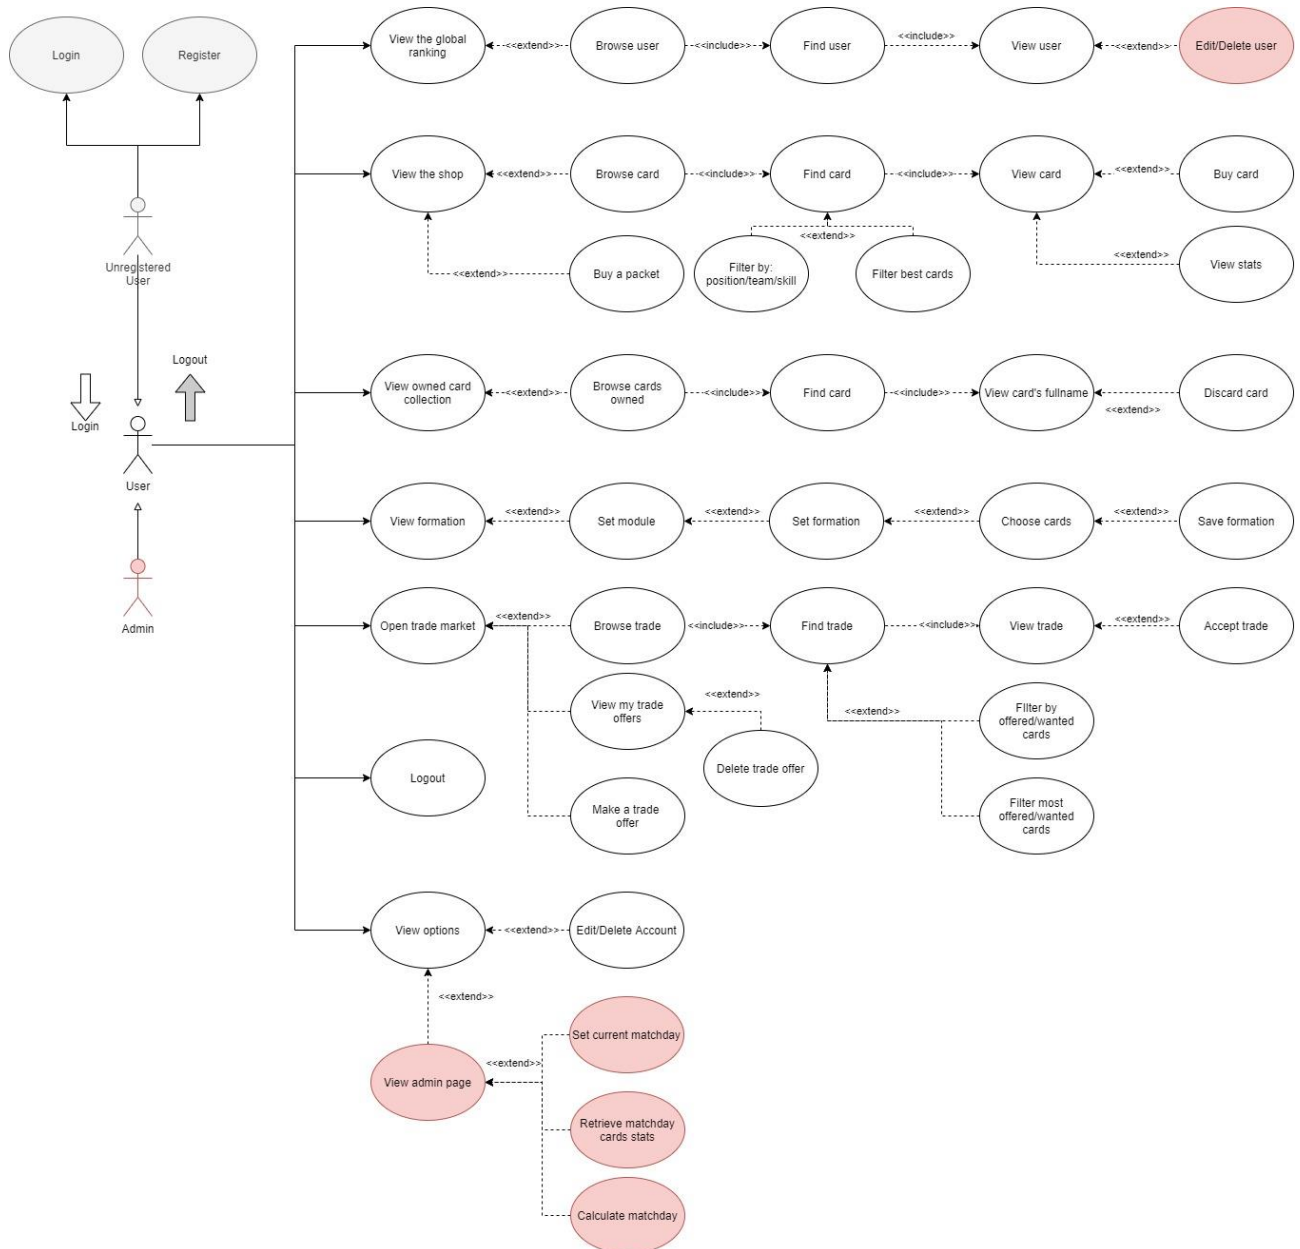 Login
Register
View the global
ranking
<<extend>>
Browse user
<<include>>
Find user
<<include>>
View user
<<extend>>
Edit/Delete user
View the shop
<<extend>>
Browse card
<<include>>
Find card
<<include>>
View card
<<extend>>
Buy card
Unregistered
User
<<extend>>
Buy a packet
Filter by:
position/team/skill
<<extend>>
Filter best cards
<<extend>>
View stats
Logout
Login
User
View owned card
collection
<<extend>>
Browse cards
owned
<<include>>
Find card
<<include>>
View card's fullname
<<extend>>
Discard card
View formation
<<extend>>
Set module
<<extend>>
Set formation
<<extend>>
Choose cards
<<extend>>
Save formation
Admin
Open trade market
<<extend>>
Browse trade
<<include>>
Find trade
<<include>>
View trade
<<extend>>
Accept trade
View my trade
offers
<<extend>>
Delete trade offer
<<extend>>
FIlter by
offered/wanted
cards
Logout
Make a trade
offer
Filter most
offered/wanted
cards
View options
<<extend>>
Edit/Delete Account
<<extend>>
View admin page
<<extend>>
Set current matchday
Retrieve matchday
cards stats
Calculate matchday